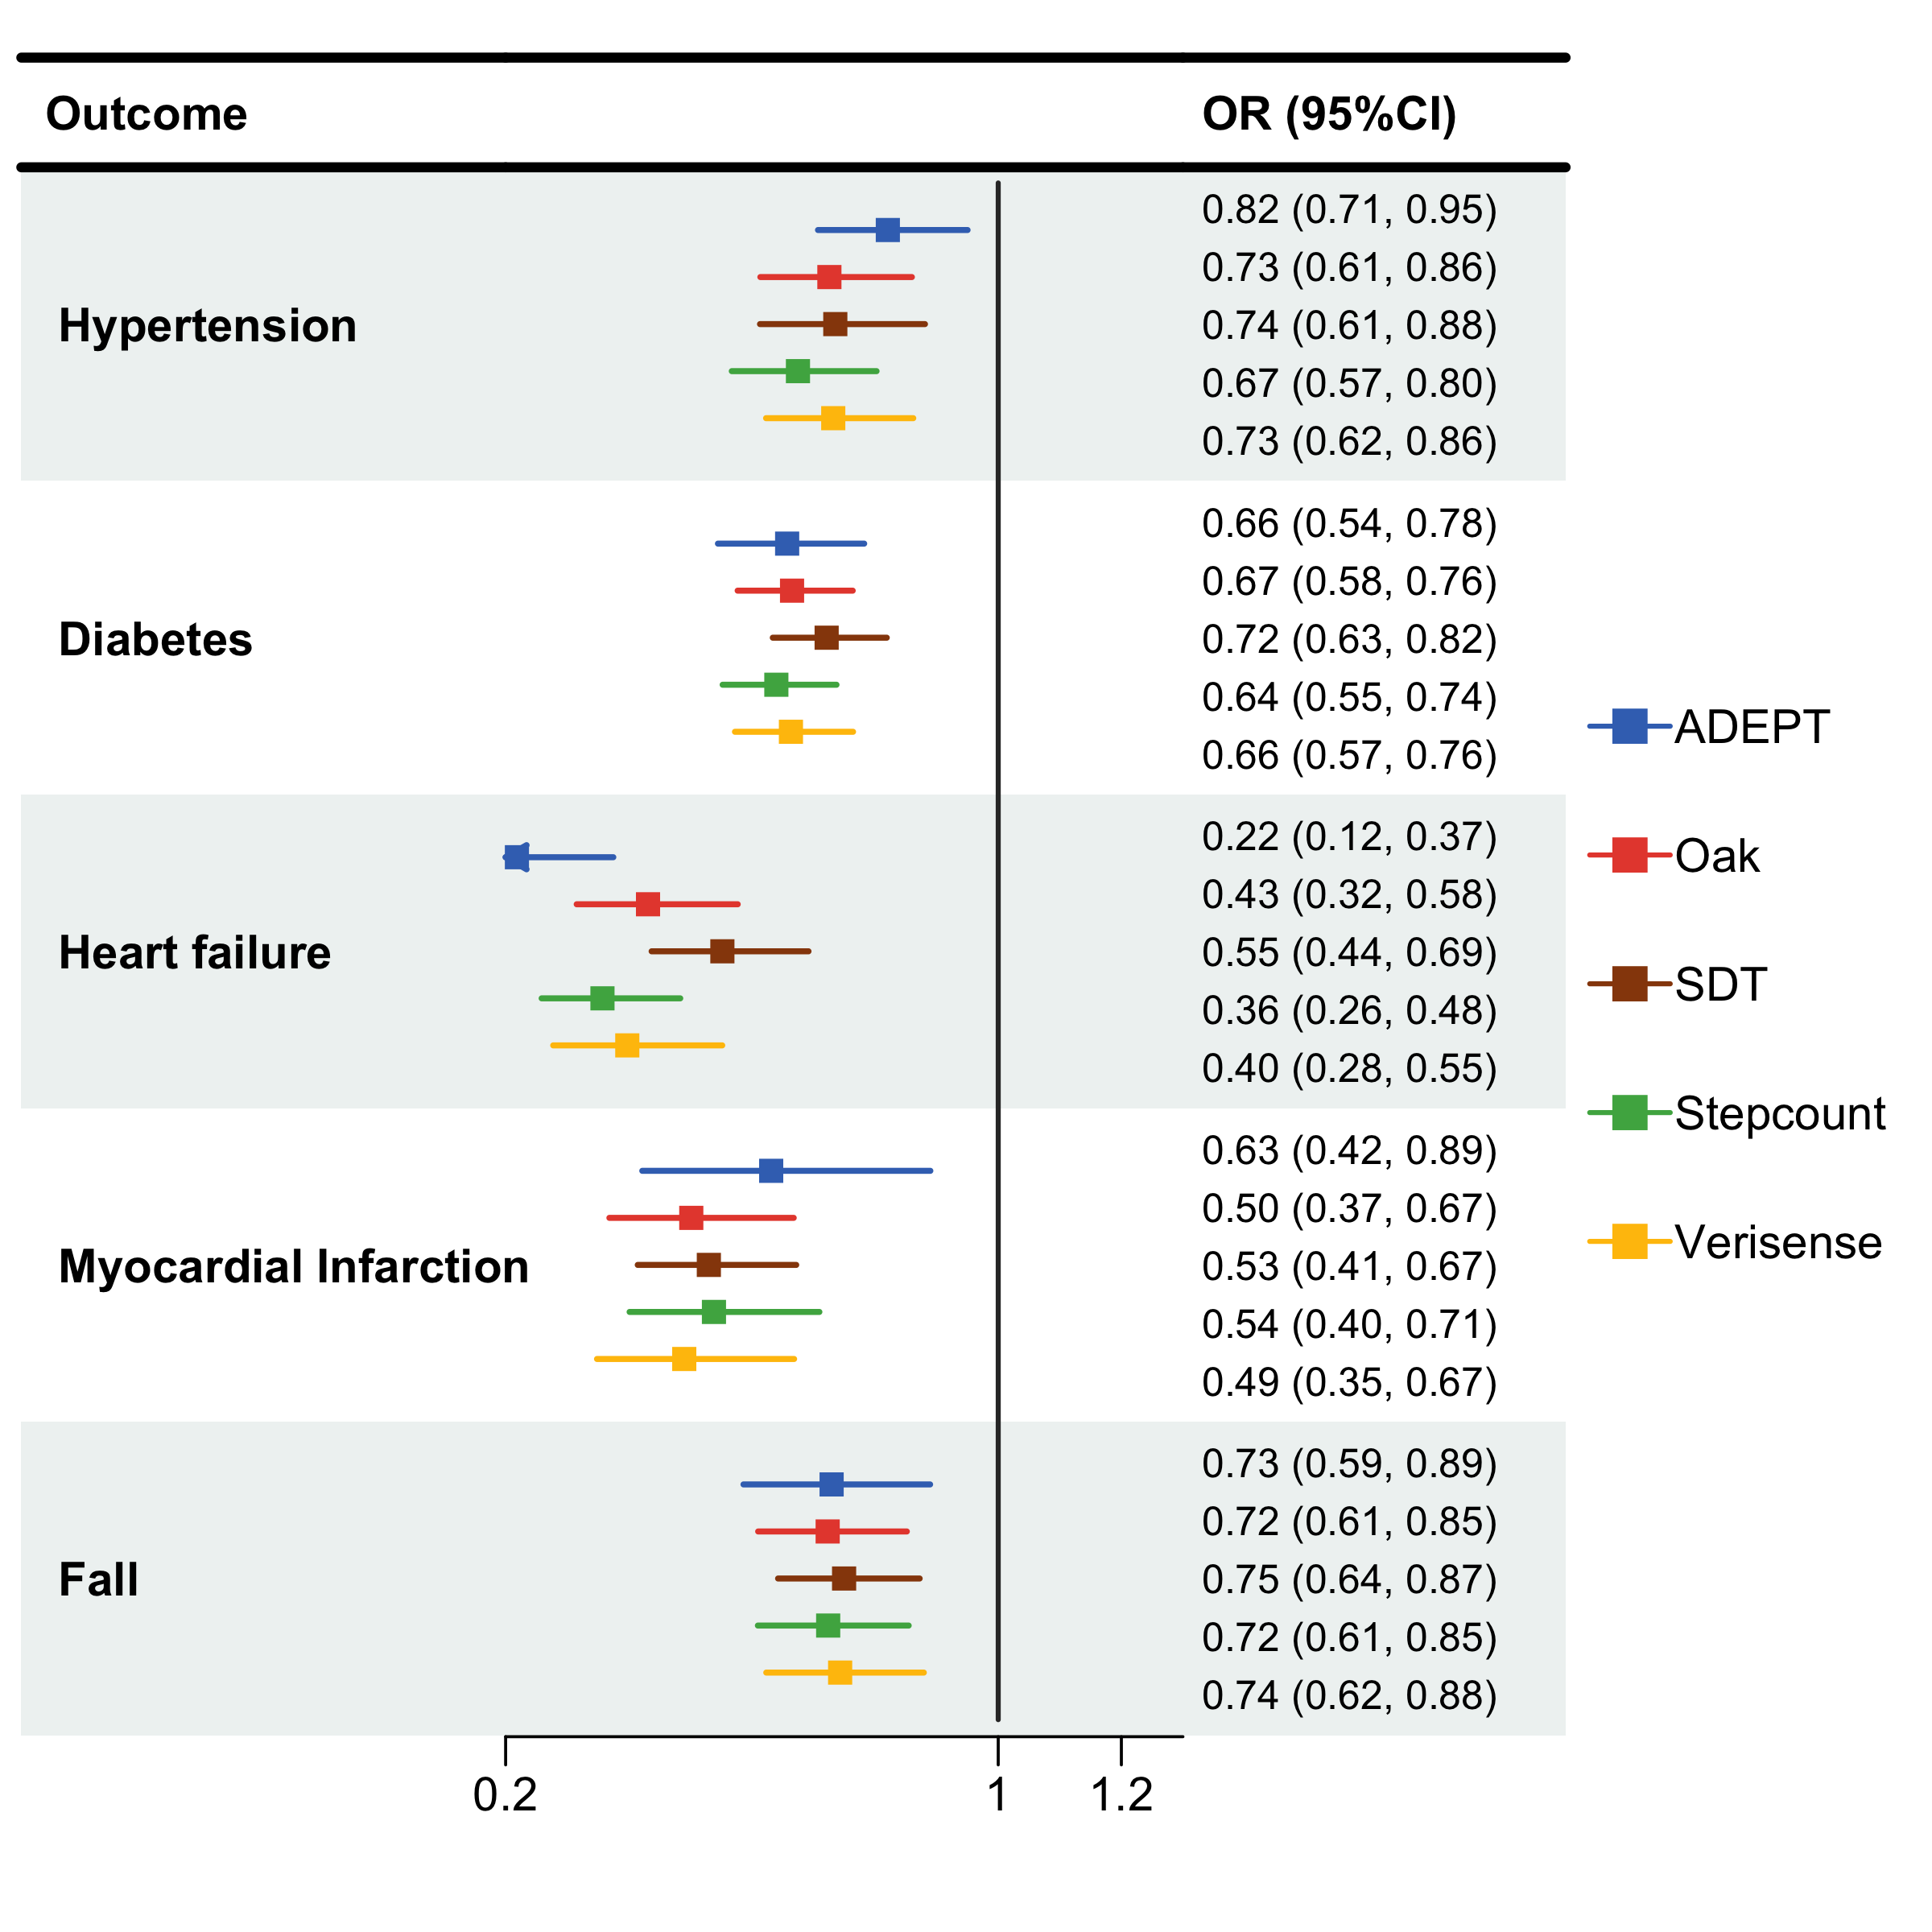 Outcome OR (95%CI)
Hypertension
0.82 (0.71, 0.95)
0.73 (0.61, 0.86)
0.74 (0.61, 0.88)
0.67 (0.57, 0.80)
0.73 (0.62, 0.86)
Diabetes
0.66 (0.54, 0.78)
0.67 (0.58, 0.76)
0.72 (0.63, 0.82)
0.64 (0.55, 0.74)
0.66 (0.57, 0.76)
Heart failure
0.22 (0.12, 0.37)
0.43 (0.32, 0.58)
0.55 (0.44, 0.69)
0.36 (0.26, 0.48)
0.40 (0.28, 0.55)
Myocardial Infarction
0.63 (0.42, 0.89)
0.50 (0.37, 0.67)
0.53 (0.41, 0.67)
0.54 (0.40, 0.71)
0.49 (0.35, 0.67)
Fall
0.73 (0.59, 0.89)
0.72 (0.61, 0.85)
0.75 (0.64, 0.87)
0.72 (0.61, 0.85)
0.74 (0.62, 0.88)
0.2 1 1.2
ADEPT
Oak
SDT
Stepcount
Verisense